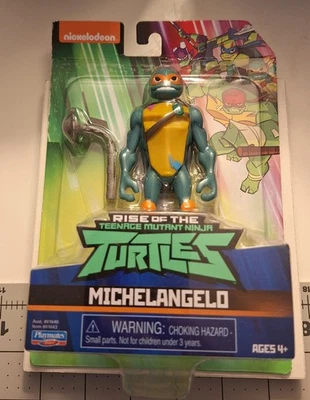 nickelodeon
RISE OF THE
TEENAGE MUTANT NINJA
TURTLES
MICHELANGELO
WARNING: CHOKING HAZARD -
Small parts. Not for children under 3 years.
Playmates
AGES 4+